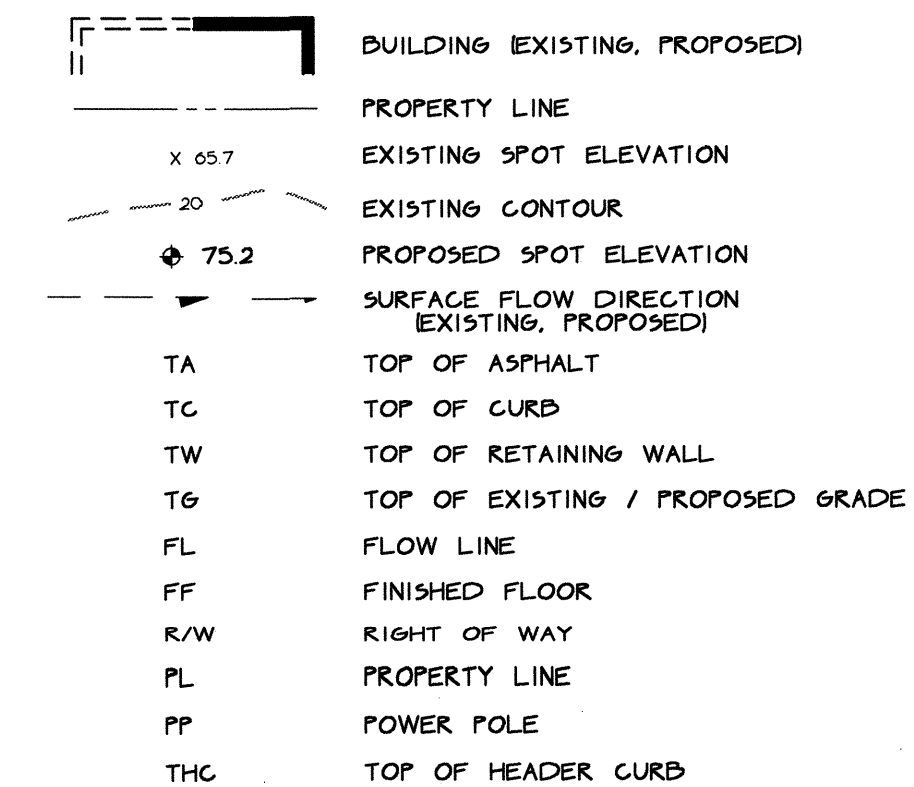 BUILDING (EXISTING, PROPOSED)
PROPERTY LINE
X 65.7 EXISTING SPOT ELEVATION
20 EXISTING CONTOUR
75.2 PROPOSED SPOT ELEVATION
SURFACE FLOW DIRECTION
(EXISTING, PROPOSED)
TA TOP OF ASPHALT
TC TOP OF CURB
TW TOP OF RETAINING WALL
TG TOP OF EXISTING / PROPOSED GRADE
FL FLOW LINE
FF FINISHED FLOOR
R/W RIGHT OF WAY
PL PROPERTY LINE
PP POWER POLE
THC TOP OF HEADER CURB